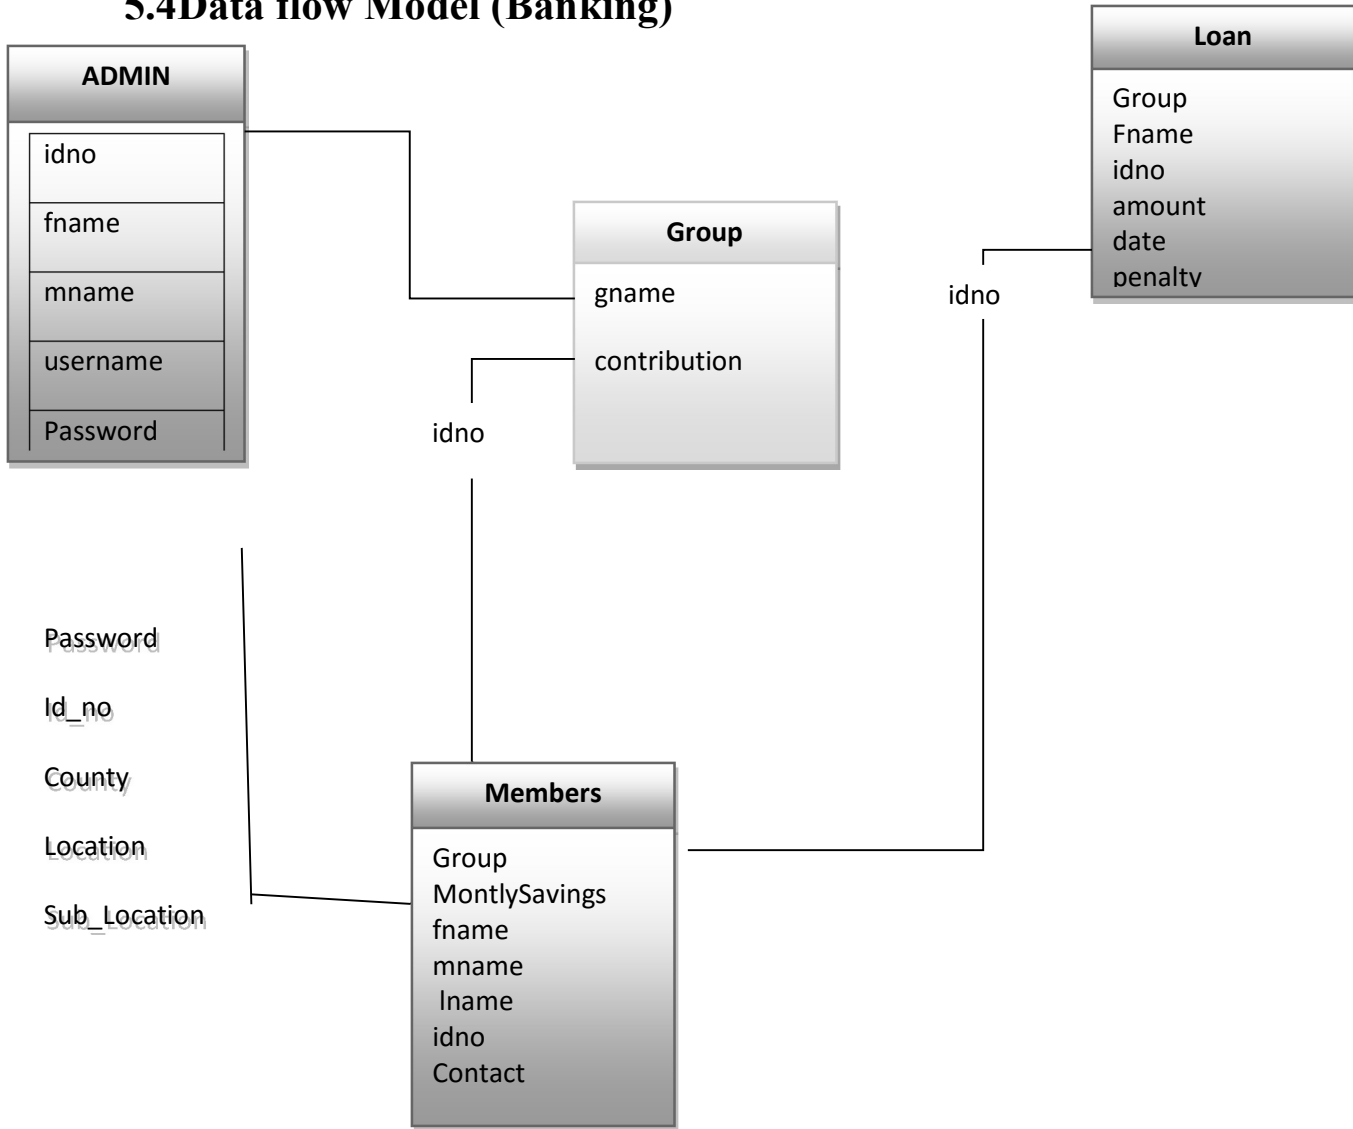 5.4Data flow Model (Banking)
ADMIN
idno
fname
mname
username
Password
Group
gname
contribution
Loan
Group
Fname
idno
amount
date
penalty
idno
idno
Password
Id_no
County
Location
Sub_Location
Members
Group
MontlySavings
fname
mname
lname
idno
Contact